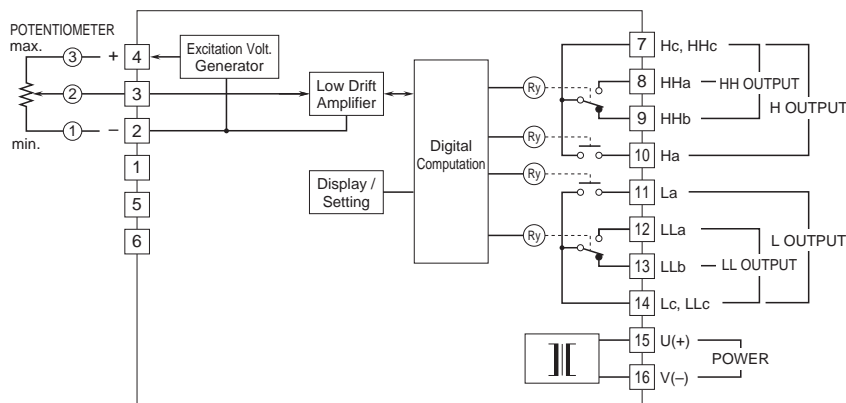 POTENTIOMETER
max.
3
+
4
Excitation Volt.
Generator
2
3
Low Drift
Amplifier
1
–
2
min.
1
5
6
Display /
Setting
Digital
Computation
Ry
Ry
Ry
Ry
7 Hc, HHc
8 HHa
HH OUTPUT
9 HHb
H OUTPUT
10 Ha
11 La
12 LLa
L OUTPUT
13 LLb
LL OUTPUT
14 Lc, LLc
15 U(+)
POWER
16 V(–)